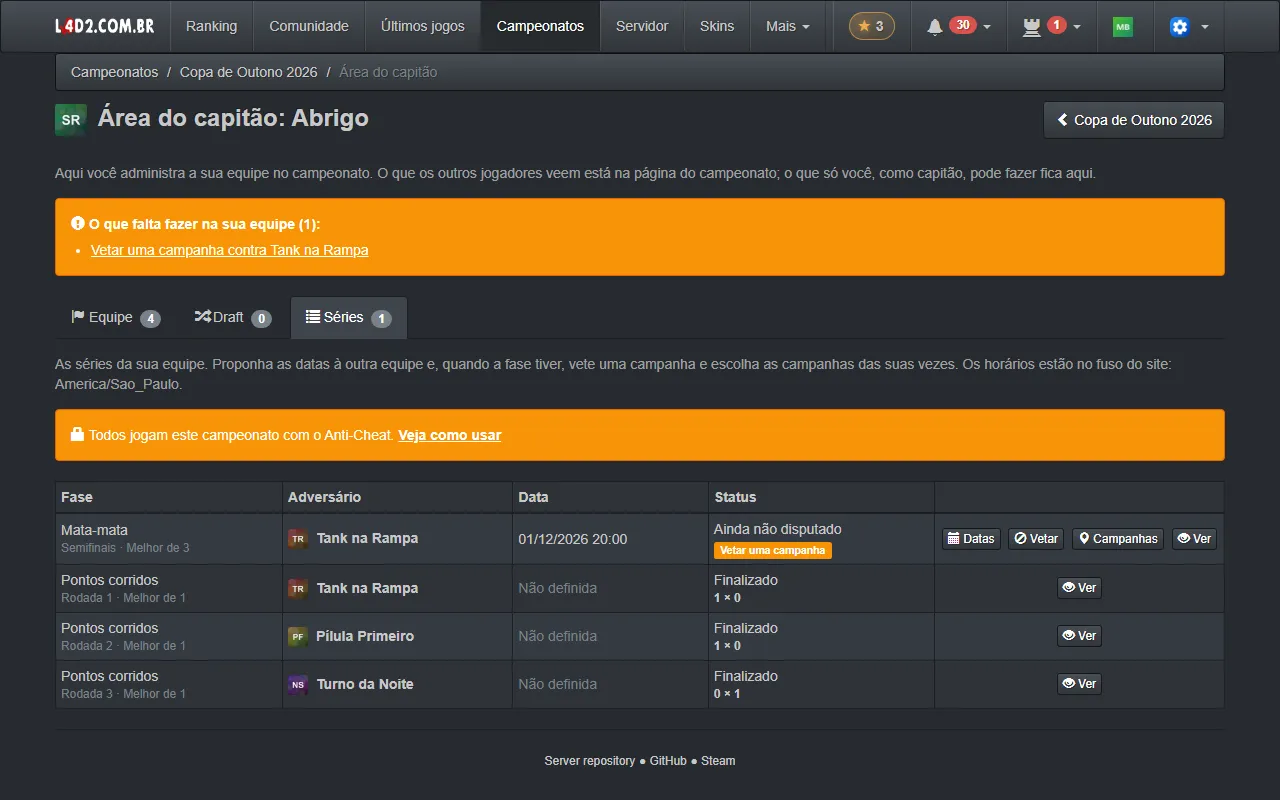 L4D2.COM.BR Ranking Comunidade Últimos jogos Campeonatos Servidor Skins Mais 3 30 1 MB
Campeonatos / Copa de Outono 2026 / Área do capitão
SR Área do capitão: Abrigo
Copa de Outono 2026
Aqui você administra a sua equipe no campeonato. O que os outros jogadores veem está na página do campeonato; o que só você, como capitão, pode fazer fica aqui.
O que falta fazer na sua equipe (1):
• Vetar uma campanha contra Tank na Rampa
Equipe 4 Draft 0 Séries 1
As séries da sua equipe. Proponha as datas à outra equipe e, quando a fase tiver, vete uma campanha e escolha as campanhas das suas vezes. Os horários estão no fuso do site:
America/Sao_Paulo.
Todos jogam este campeonato com o Anti-Cheat. Veja como usar
Fase Adversário Data Status
Mata-mata
Semifinais · Melhor de 3
TR Tank na Rampa
01/12/2026 20:00
Ainda não disputado
Vetar uma campanha
Datas Vetar Campanhas Ver
Pontos corridos
Rodada 1 · Melhor de 1
TR Tank na Rampa
Não definida
Finalizado
1 × 0
Ver
Pontos corridos
Rodada 2 · Melhor de 1
PF Pílula Primeiro
Não definida
Finalizado
1 × 0
Ver
Pontos corridos
Rodada 3 · Melhor de 1
NS Turno da Noite
Não definida
Finalizado
0 × 1
Ver
Server repository ● GitHub ● Steam